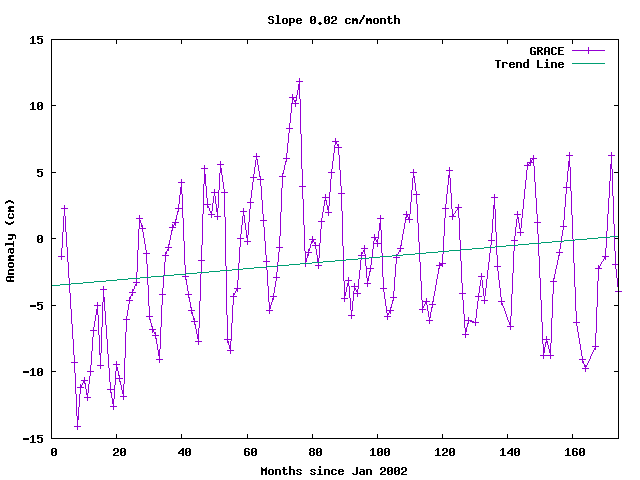 Slope 0.02 cm/month
GRACE
Trend Line
15
10
5
0
-5
-10
-15
Anomaly (cm)
0 20 40 60 80 100 120 140 160
Months since Jan 2002